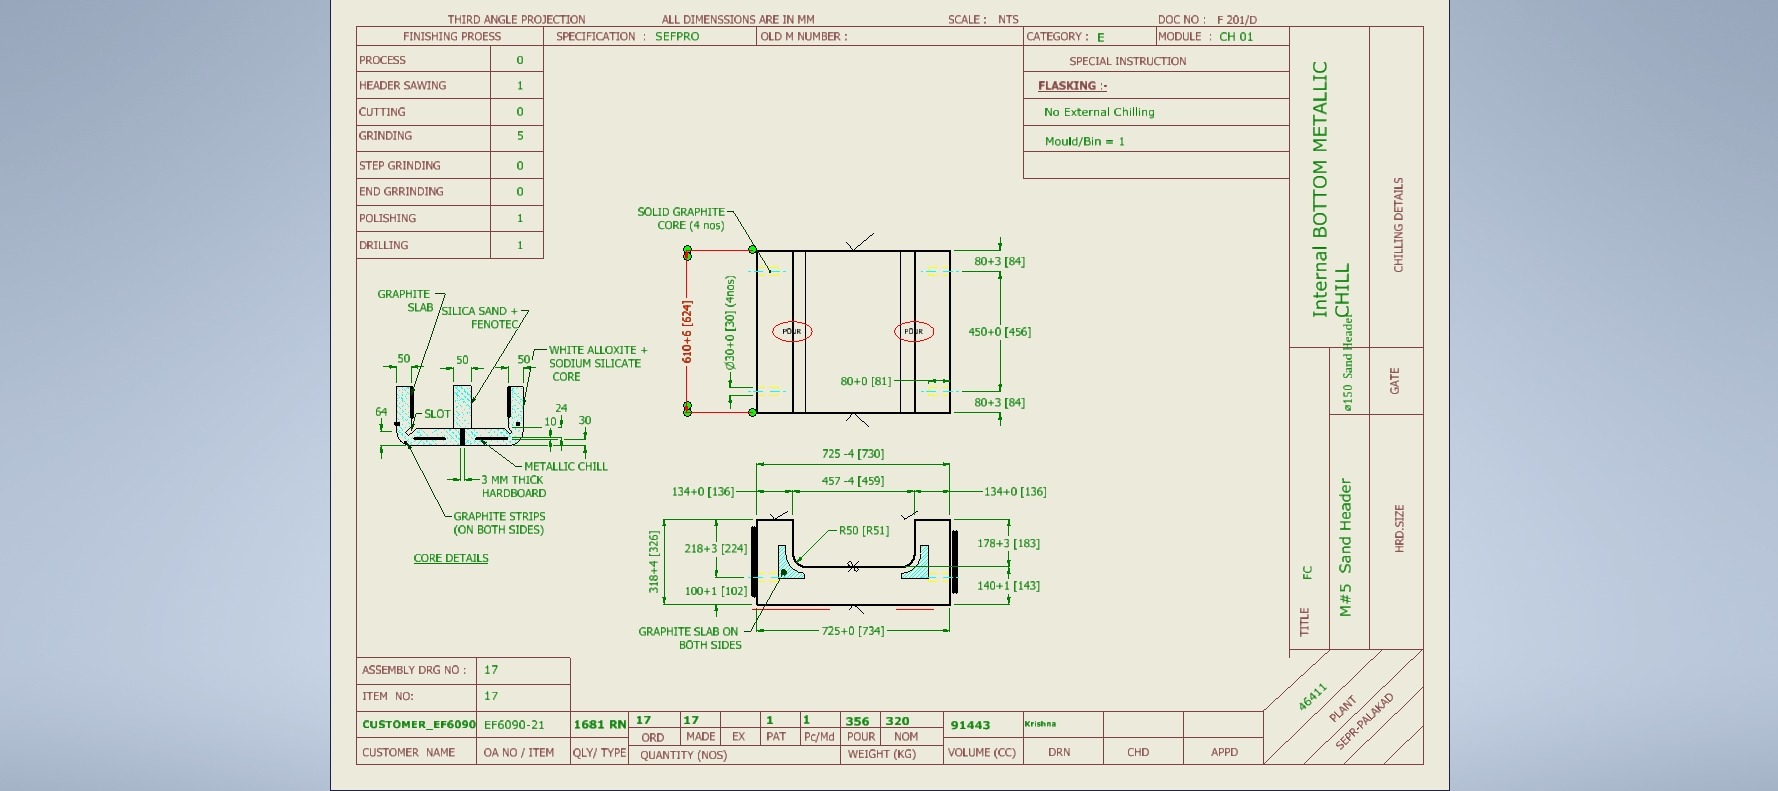 THIRD ANGLE PROJECTION
ALL DIMENSSIONS ARE IN MM
SCALE : NTS
DOC NO : F 201/D
FINISHING PROESS
SPECIFICATION : SEFPRO
OLD M NUMBER :
CATEGORY : E
MODULE : CH 01
PROCESS 0
HEADER SAWING 1
CUTTING 0
GRINDING 5
STEP GRINDING 0
END GRRINDING 0
POLISHING 1
DRILLING 1
SPECIAL INSTRUCTION
FLASKING :-
No External Chilling
Mould/Bin = 1
Internal BOTTOM METALLIC
CHILL
CHILLING DETAILS
ø150 Sand Header
GATE
M#5 Sand Header
HRD.SIZE
TITLE FC
SOLID GRAPHITE
CORE (4 nos)
610+6 [624]
Ø30+0 [30] (4nos)
POUR
POUR
80+3 [84]
450+0 [456]
80+0 [81]
80+3 [84]
GRAPHITE
SLAB
SILICA SAND +
FENOTEC
WHITE ALLOXITE +
SODIUM SILICATE
CORE
50
50
50
64
SLOT
24
10
30
METALLIC CHILL
3 MM THICK
HARDBOARD
GRAPHITE STRIPS
(ON BOTH SIDES)
CORE DETAILS
725 -4 [730]
457 -4 [459]
134+0 [136]
134+0 [136]
R50 [R51]
318+4 [326]
218+3 [224]
100+1 [102]
178+3 [183]
140+1 [143]
GRAPHITE SLAB ON
BOTH SIDES
725+0 [734]
ASSEMBLY DRG NO : 17
ITEM NO: 17
CUSTOMER_EF6090 EF6090-21 1681 RN 17 17 1 1 356 320 91443 Krishna
ORD MADE EX PAT Pc/Md POUR NOM
CUSTOMER NAME OA NO / ITEM QLY/ TYPE QUANTITY (NOS) WEIGHT (KG) VOLUME (CC) DRN CHD APPD
46411
PLANT
SEPR-PALAKAD